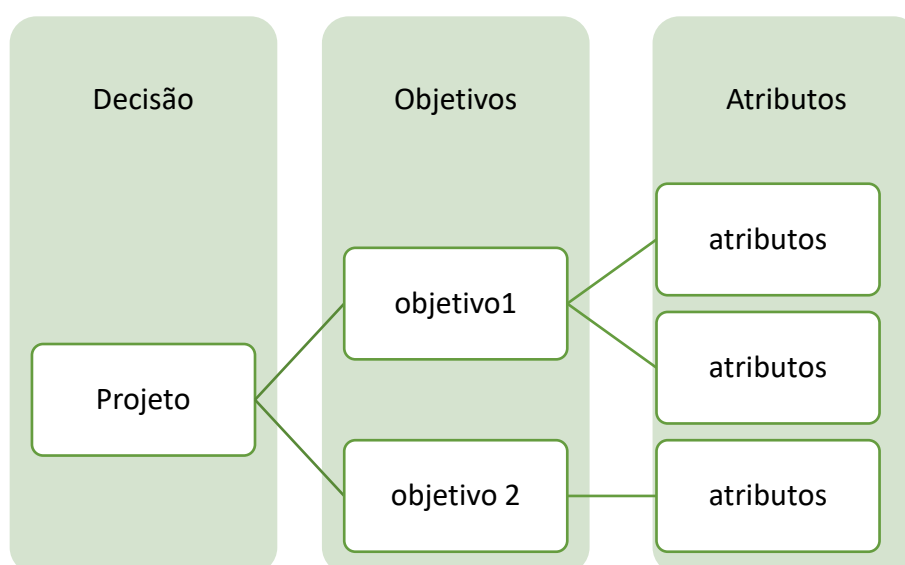 Decisão
Objetivos
Atributos
atributos
objetivo1
atributos
Projeto
objetivo 2
atributos